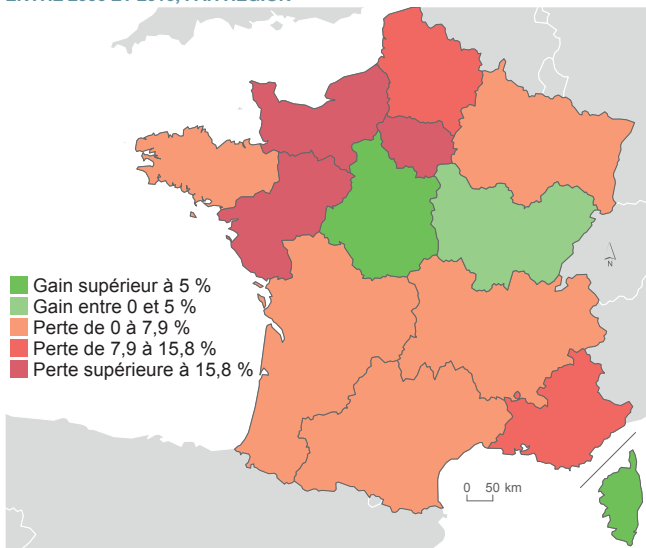 Gain supérieur à 5 %
Gain entre 0 et 5 %
Perte de 0 à 7,9 %
Perte de 7,9 à 15,8 %
Perte supérieure à 15,8 %
N
0 50 km